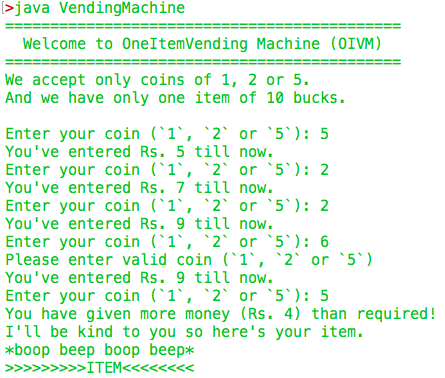 >java VendingMachine
============================================
Welcome to OneItemVending Machine (OIVM)
============================================
We accept only coins of 1, 2 or 5.
And we have only one item of 10 bucks.
Enter your coin (`1`, `2` or `5`): 5
You've entered Rs. 5 till now.
Enter your coin (`1`, `2` or `5`): 2
You've entered Rs. 7 till now.
Enter your coin (`1`, `2` or `5`): 2
You've entered Rs. 9 till now.
Enter your coin (`1`, `2` or `5`): 6
Please enter valid coin (`1`, `2` or `5`)
You've entered Rs. 9 till now.
Enter your coin (`1`, `2` or `5`): 5
You have given more money (Rs. 4) than required!
I'll be kind to you so here's your item.
*boop beep boop beep*
>>>>>>>>>ITEM<<<<<<<<